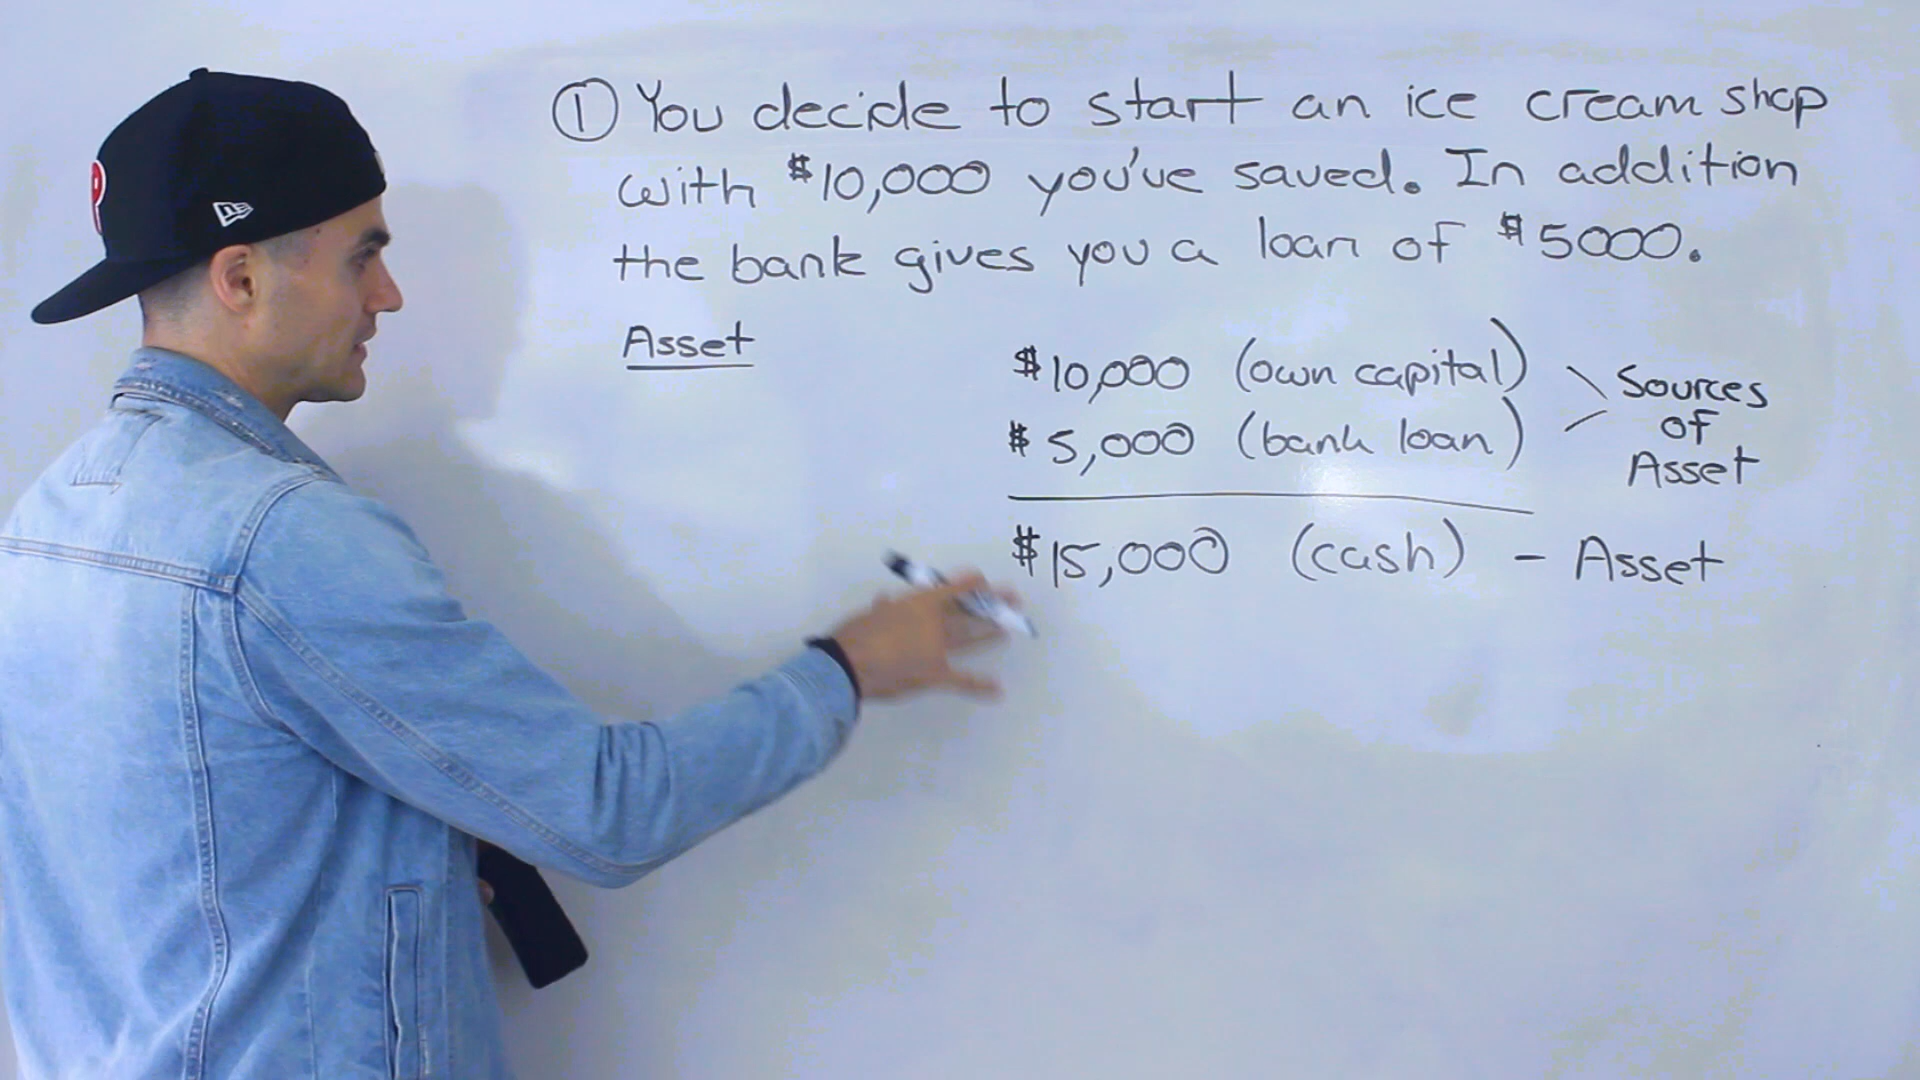 ① You decide to start an ice cream shop
with $10,000 you've saved. In addition
the bank gives you a loan of $5000.
Asset
$10,000 (own capital)
$5,000 (bank loan)
Sources
of
Asset
$15,000 (cash) - Asset
P